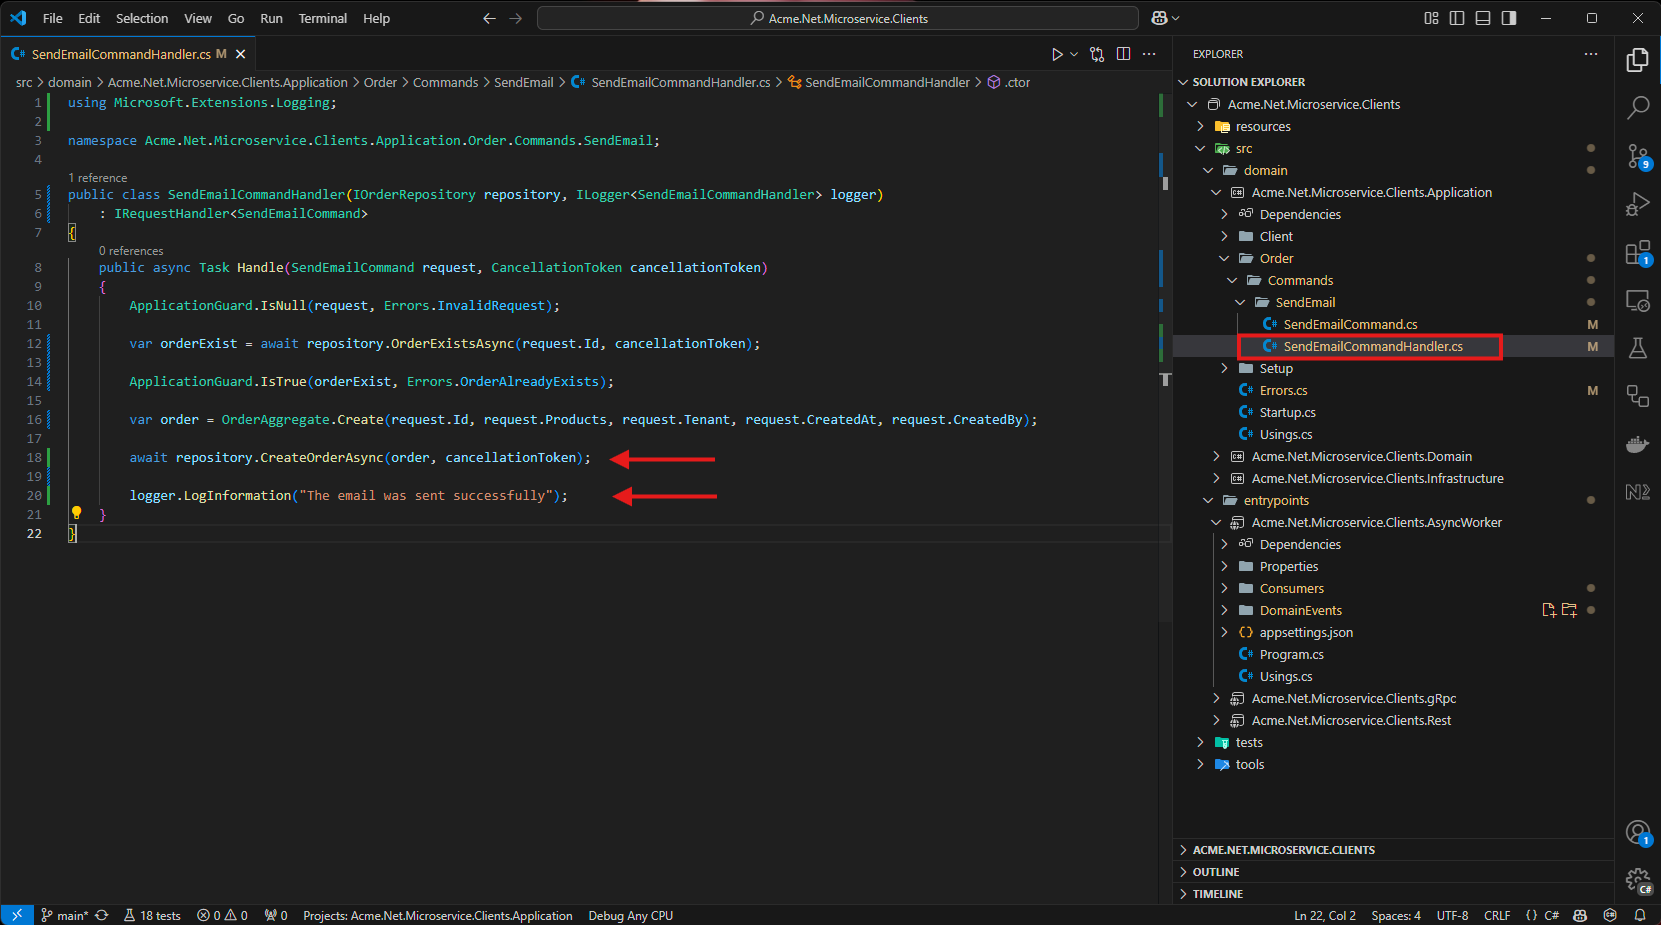 File Edit Selection View Go Run Terminal Help
Acme.Net.Microservice.Clients
SendEmailCommandHandler.cs M
src > domain > Acme.Net.Microservice.Clients.Application > Order > Commands > SendEmail > SendEmailCommandHandler.cs > SendEmailCommandHandler > .ctor
1 using Microsoft.Extensions.Logging;
2
3 namespace Acme.Net.Microservice.Clients.Application.Order.Commands.SendEmail;
4
1 reference
5 public class SendEmailCommandHandler(IOrderRepository repository, ILogger<SendEmailCommandHandler> logger)
6 : IRequestHandler<SendEmailCommand>
7 {
0 references
8 public async Task Handle(SendEmailCommand request, CancellationToken cancellationToken)
9 {
10 ApplicationGuard.IsNull(request, Errors.InvalidRequest);
11
12 var orderExist = await repository.OrderExistsAsync(request.Id, cancellationToken);
13
14 ApplicationGuard.IsTrue(orderExist, Errors.OrderAlreadyExists);
15
16 var order = OrderAggregate.Create(request.Id, request.Products, request.Tenant, request.CreatedAt, request.CreatedBy);
17
18 await repository.CreateOrderAsync(order, cancellationToken);
19
20 logger.LogInformation("The email was sent successfully");
21 }
22 }
EXPLORER
SOLUTION EXPLORER
Acme.Net.Microservice.Clients
resources
src
domain
Acme.Net.Microservice.Clients.Application
Dependencies
Client
Order
Commands
SendEmail
SendEmailCommand.cs M
SendEmailCommandHandler.cs M
Setup
Errors.cs M
Startup.cs
Usings.cs
Acme.Net.Microservice.Clients.Domain
Acme.Net.Microservice.Clients.Infrastructure
entrypoints
Acme.Net.Microservice.Clients.AsyncWorker
Dependencies
Properties
Consumers
DomainEvents
appsettings.json
Program.cs
Usings.cs
Acme.Net.Microservice.Clients.gRpc
Acme.Net.Microservice.Clients.Rest
tests
tools
ACME.NET.MICROSERVICE.CLIENTS
OUTLINE
TIMELINE
9
1
1
C#
main* 18 tests 0 0 0 Projects: Acme.Net.Microservice.Clients.Application Debug Any CPU
Ln 22, Col 2 Spaces: 4 UTF-8 CRLF {} C#